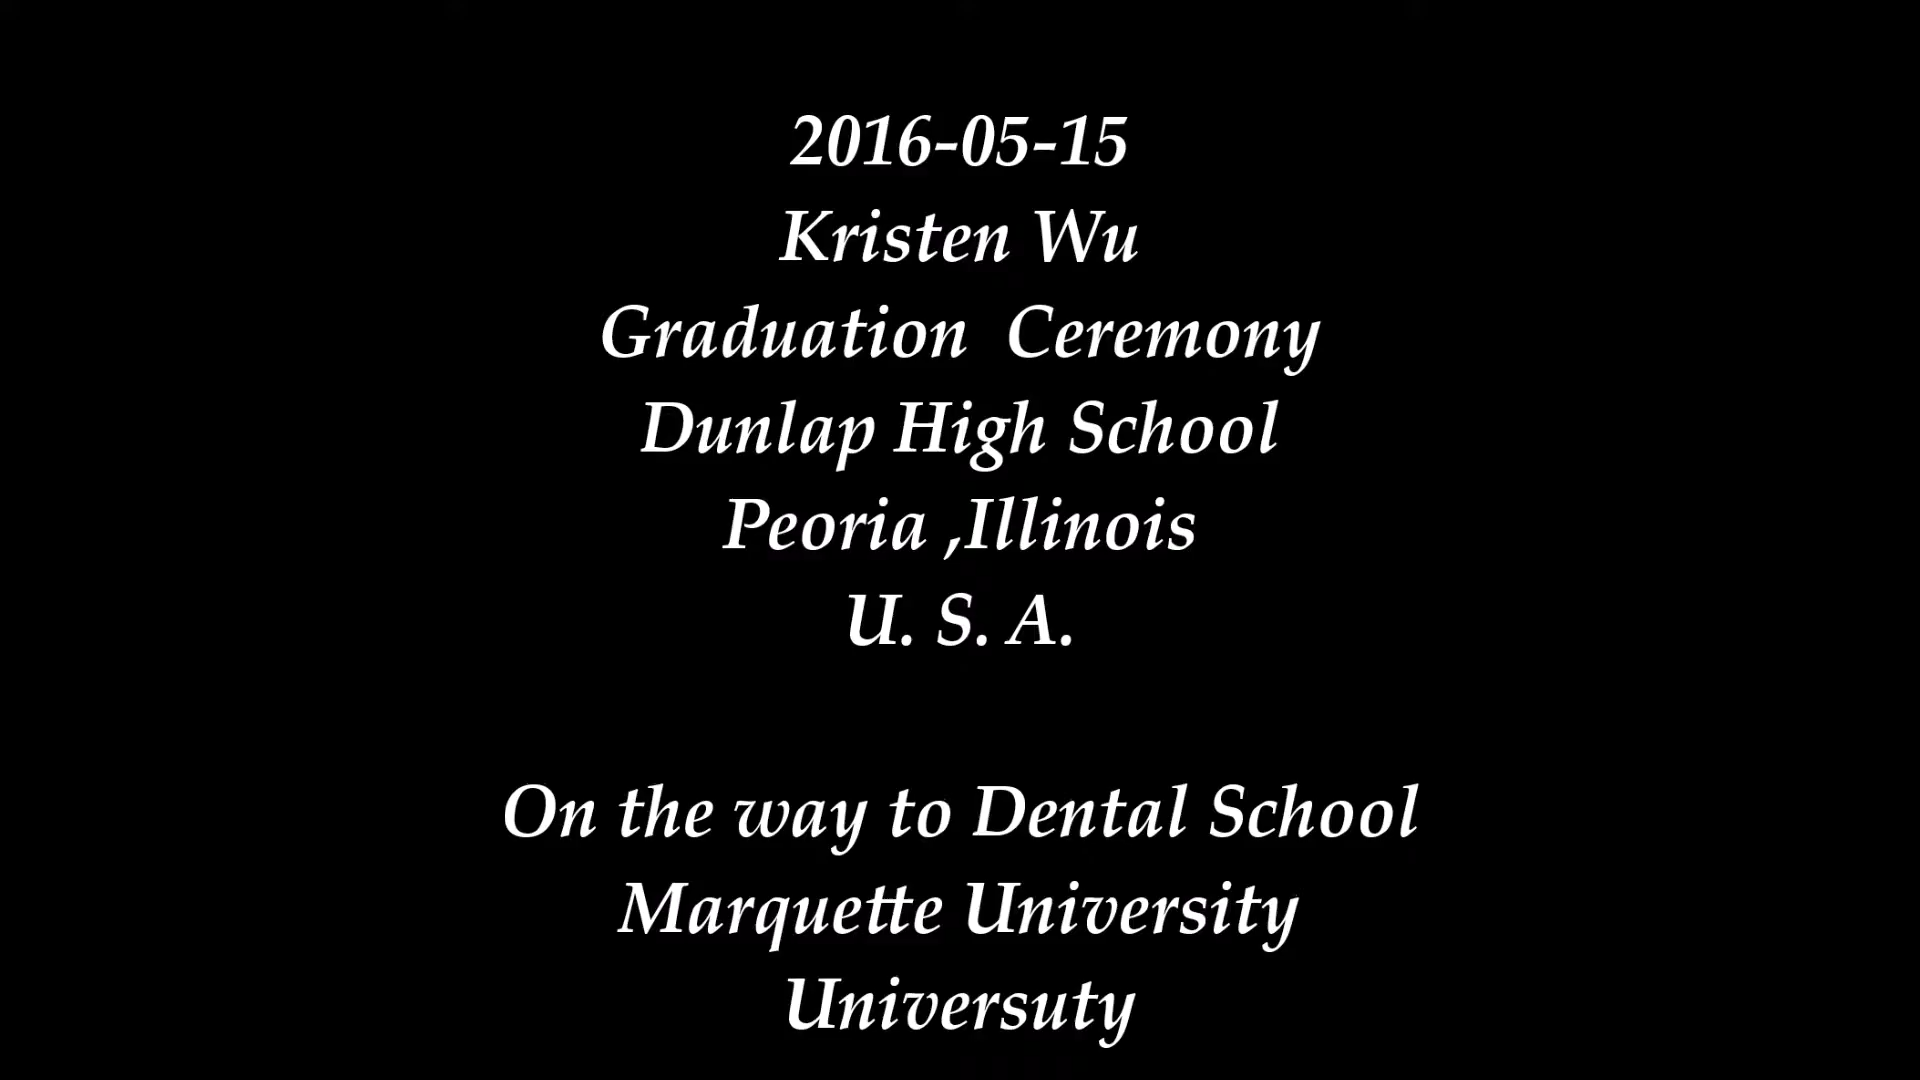 2016-05-15
Kristen Wu
Graduation  Ceremony
Dunlap High School
Peoria ,Illinois
U. S. A.
On the way to Dental School
Marquette University
Universuty